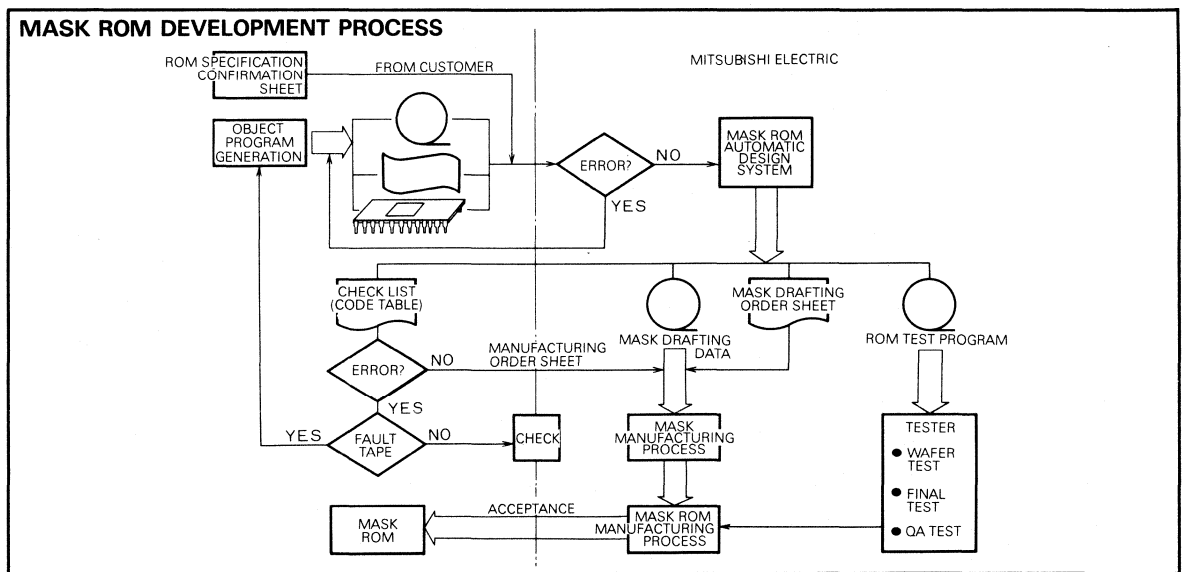 MASK ROM DEVELOPMENT PROCESS
ROM SPECIFICATION
CONFIRMATION
SHEET
FROM CUSTOMER
MITSUBISHI ELECTRIC
OBJECT
PROGRAM
GENERATION
ERROR?
NO
YES
MASK ROM
AUTOMATIC
DESIGN
SYSTEM
CHECK LIST
(CODE TABLE)
MASK DRAFTING
DATA
MASK DRAFTING
ORDER SHEET
ROM TEST PROGRAM
ERROR?
NO
MANUFACTURING
ORDER SHEET
YES
FAULT
TAPE
YES
NO
CHECK
MASK
MANUFACTURING
PROCESS
TESTER
● WAFER
TEST
● FINAL
TEST
● QA TEST
MASK
ROM
ACCEPTANCE
MASK ROM
MANUFACTURING
PROCESS